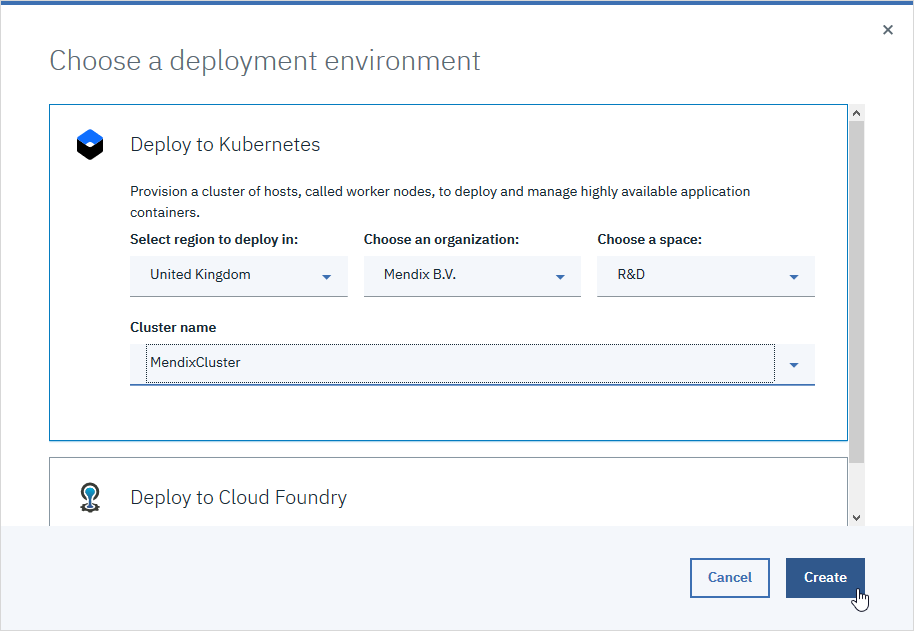 Choose a deployment environment
Deploy to Kubernetes
Provision a cluster of hosts, called worker nodes, to deploy and manage highly available application
containers.
Select region to deploy in: Choose an organization: Choose a space:
United Kingdom Mendix B.V. R&D
Cluster name
MendixCluster
Deploy to Cloud Foundry
Cancel Create